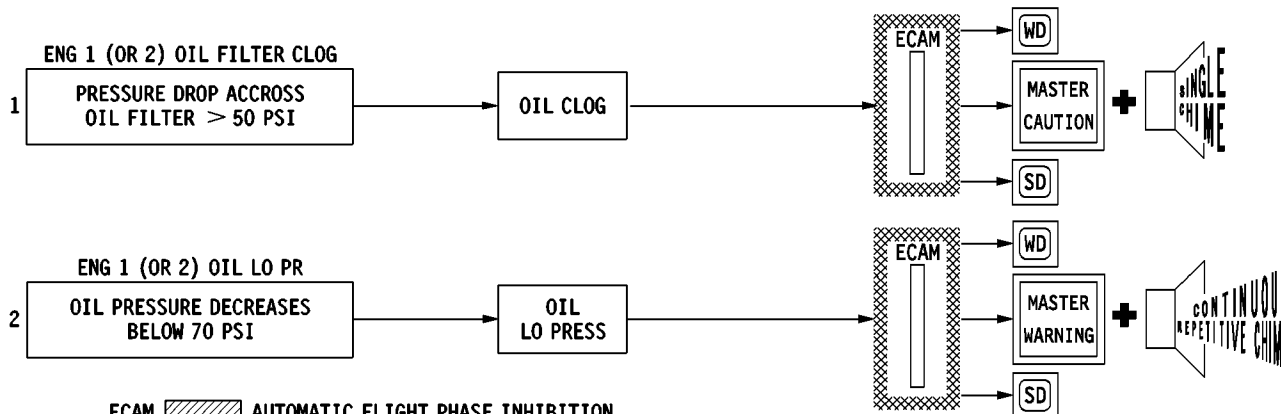 ENG 1 (OR 2) OIL FILTER CLOG
1
PRESSURE DROP ACCROSS
OIL FILTER > 50 PSI
OIL CLOG
ECAM
WD
MASTER
CAUTION
+
SINGLE
CHIME
SD
ENG 1 (OR 2) OIL LO PR
2
OIL PRESSURE DECREASES
BELOW 70 PSI
OIL
LO PRESS
ECAM
WD
MASTER
WARNING
+
CONTINUOU
REPETITIVE CHIM
SD
ECAM AUTOMATIC FLIGHT PHASE INHIBITION